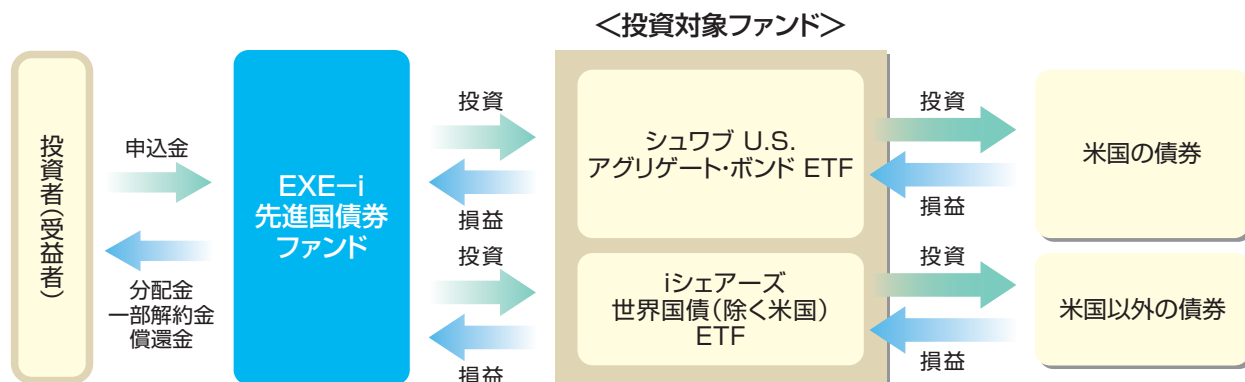 <投資対象ファンド>
投資者(受益者)
申込金
分配金
一部解約金
償還金
EXE−i
先進国債券
ファンド
投資
損益
投資
損益
シュワブ U.S.
アグリゲート・ボンド ETF
iシェアーズ
世界国債(除く米国)
ETF
投資
損益
投資
損益
米国の債券
米国以外の債券